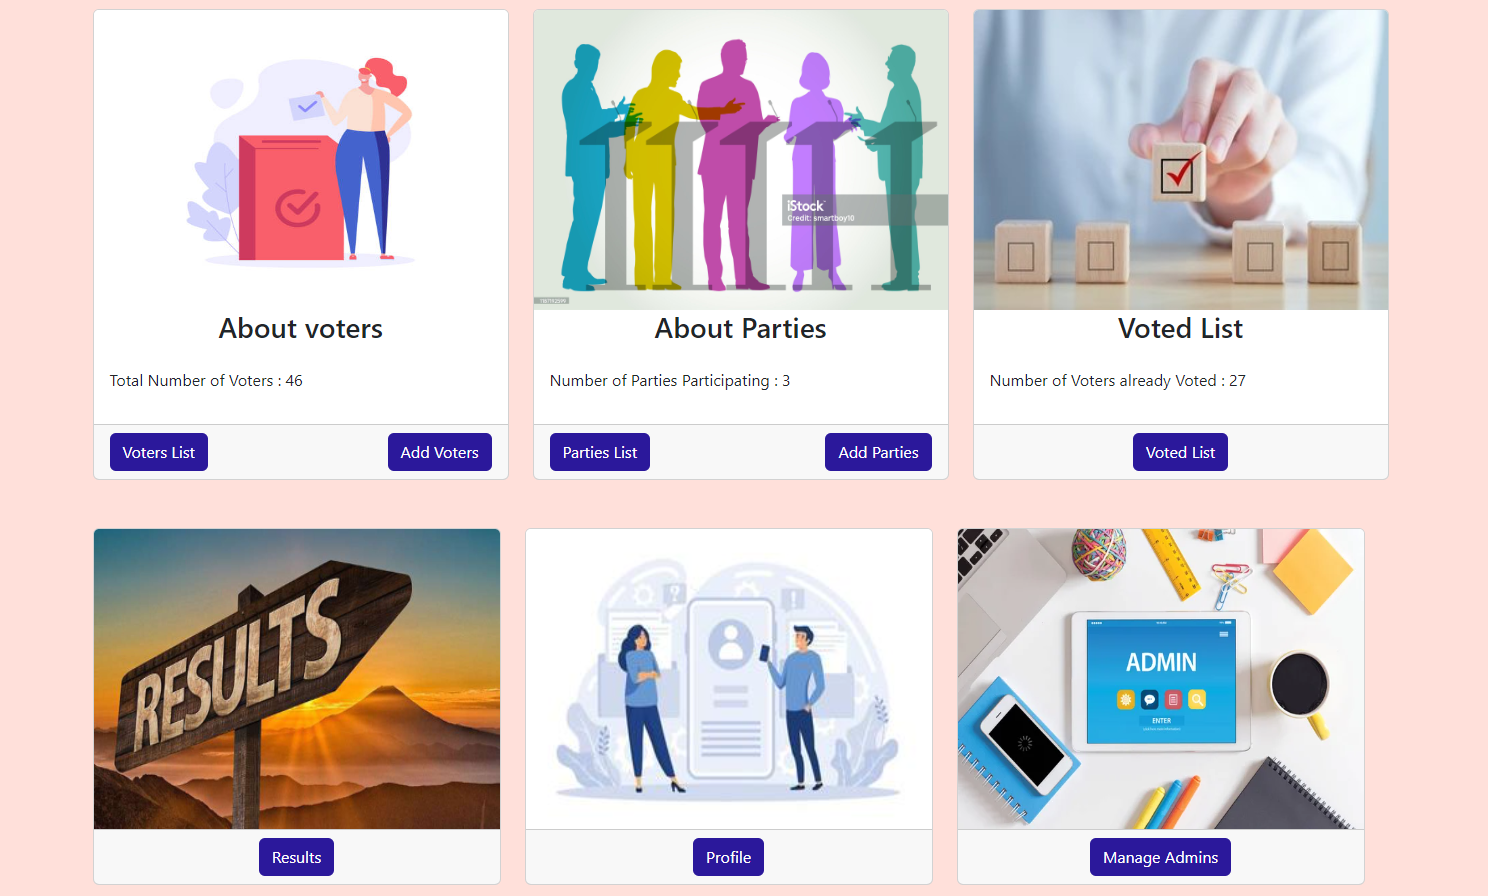 iStock
Credit: smartboy10
About voters
Total Number of Voters : 46
Voters List
Add Voters
About Parties
Number of Parties Participating : 3
Parties List
Add Parties
Voted List
Number of Voters already Voted : 27
Voted List
RESULTS
Results
Profile
ADMIN
ENTER
Manage Admins